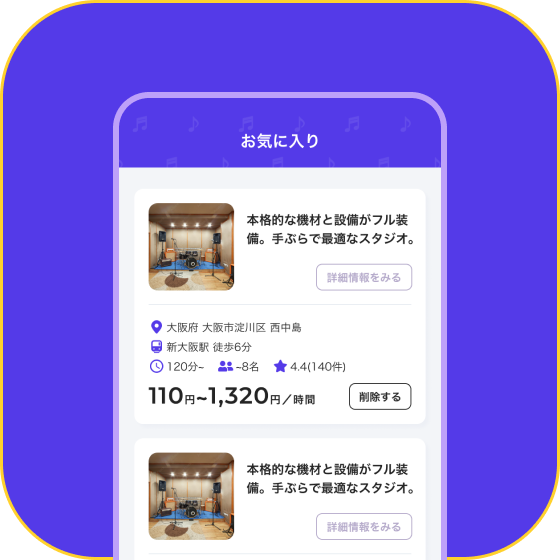 お気に入り
本格的な機材と設備がフル装
備。手ぶらで最適なスタジオ。
詳細情報をみる
大阪府 大阪市淀川区 西中島
新大阪駅 徒歩6分
120分~ ~8名 4.4(140件)
110円~1,320円／時間
削除する
本格的な機材と設備がフル装
備。手ぶらで最適なスタジオ。
詳細情報をみる